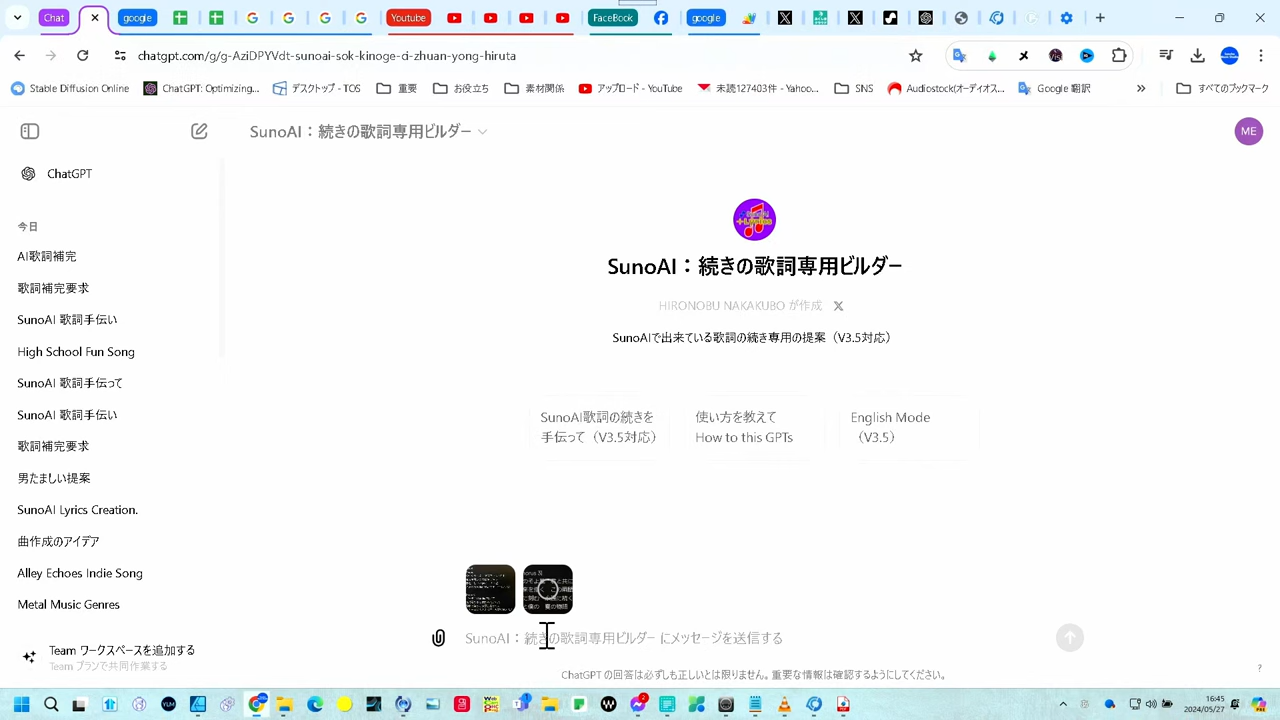 Chat
google
Youtube
FaceBook
google
chatgpt.com/g/g-AziDPYVdt-sunoai-sok-kinoge-ci-zhuan-yong-hiruta
Stable Diffusion Online
ChatGPT: Optimizing...
デスクトップ - TOS
重要
お役立ち
素材関係
アップロード - YouTube
未読127403件 - Yahoo...
SNS
Audiostock(オーディオス...
Google 翻訳
»
すべてのブックマーク
SunoAI：続きの歌詞専用ビルダー
ME
ChatGPT
今日
AI歌詞補完
歌詞補完要求
SunoAI 歌詞手伝い
High School Fun Song
SunoAI 歌詞手伝って
SunoAI 歌詞手伝い
歌詞補完要求
男たましい提案
SunoAI Lyrics Creation.
曲作成のアイデア
Alley Echoes Indie Song
Metal Music Genres
Team ワークスペースを追加する
Team プランで共同作業する
+Lyrics
SunoAI：続きの歌詞専用ビルダー
HIRONOBU NAKAKUBO が作成
SunoAIで出来ている歌詞の続き専用の提案（V3.5対応）
SunoAI歌詞の続きを
手伝って（V3.5対応）
使い方を教えて
How to this GPTs
English Mode
（V3.5）
SunoAI：続きの歌詞専用ビルダー にメッセージを送信する
ChatGPT の回答は必ずしも正しいとは限りません。重要な情報は確認するようにしてください。
?
16:45
2024/05/27